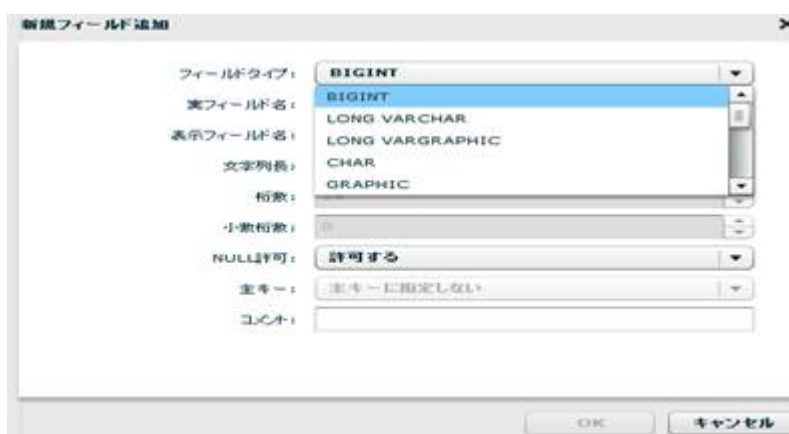 新規フィールド追加
フィールドタイプ: BIGINT
BIGINT
LONG VARCHAR
LONG VARGRAPHIC
CHAR
GRAPHIC
実フィールド名:
表示フィールド名:
文字列長:
桁数:
小数桁数: 0
NULL許可: 許可する
主キー: 主キーに指定しない
コメント:
OK キャンセル